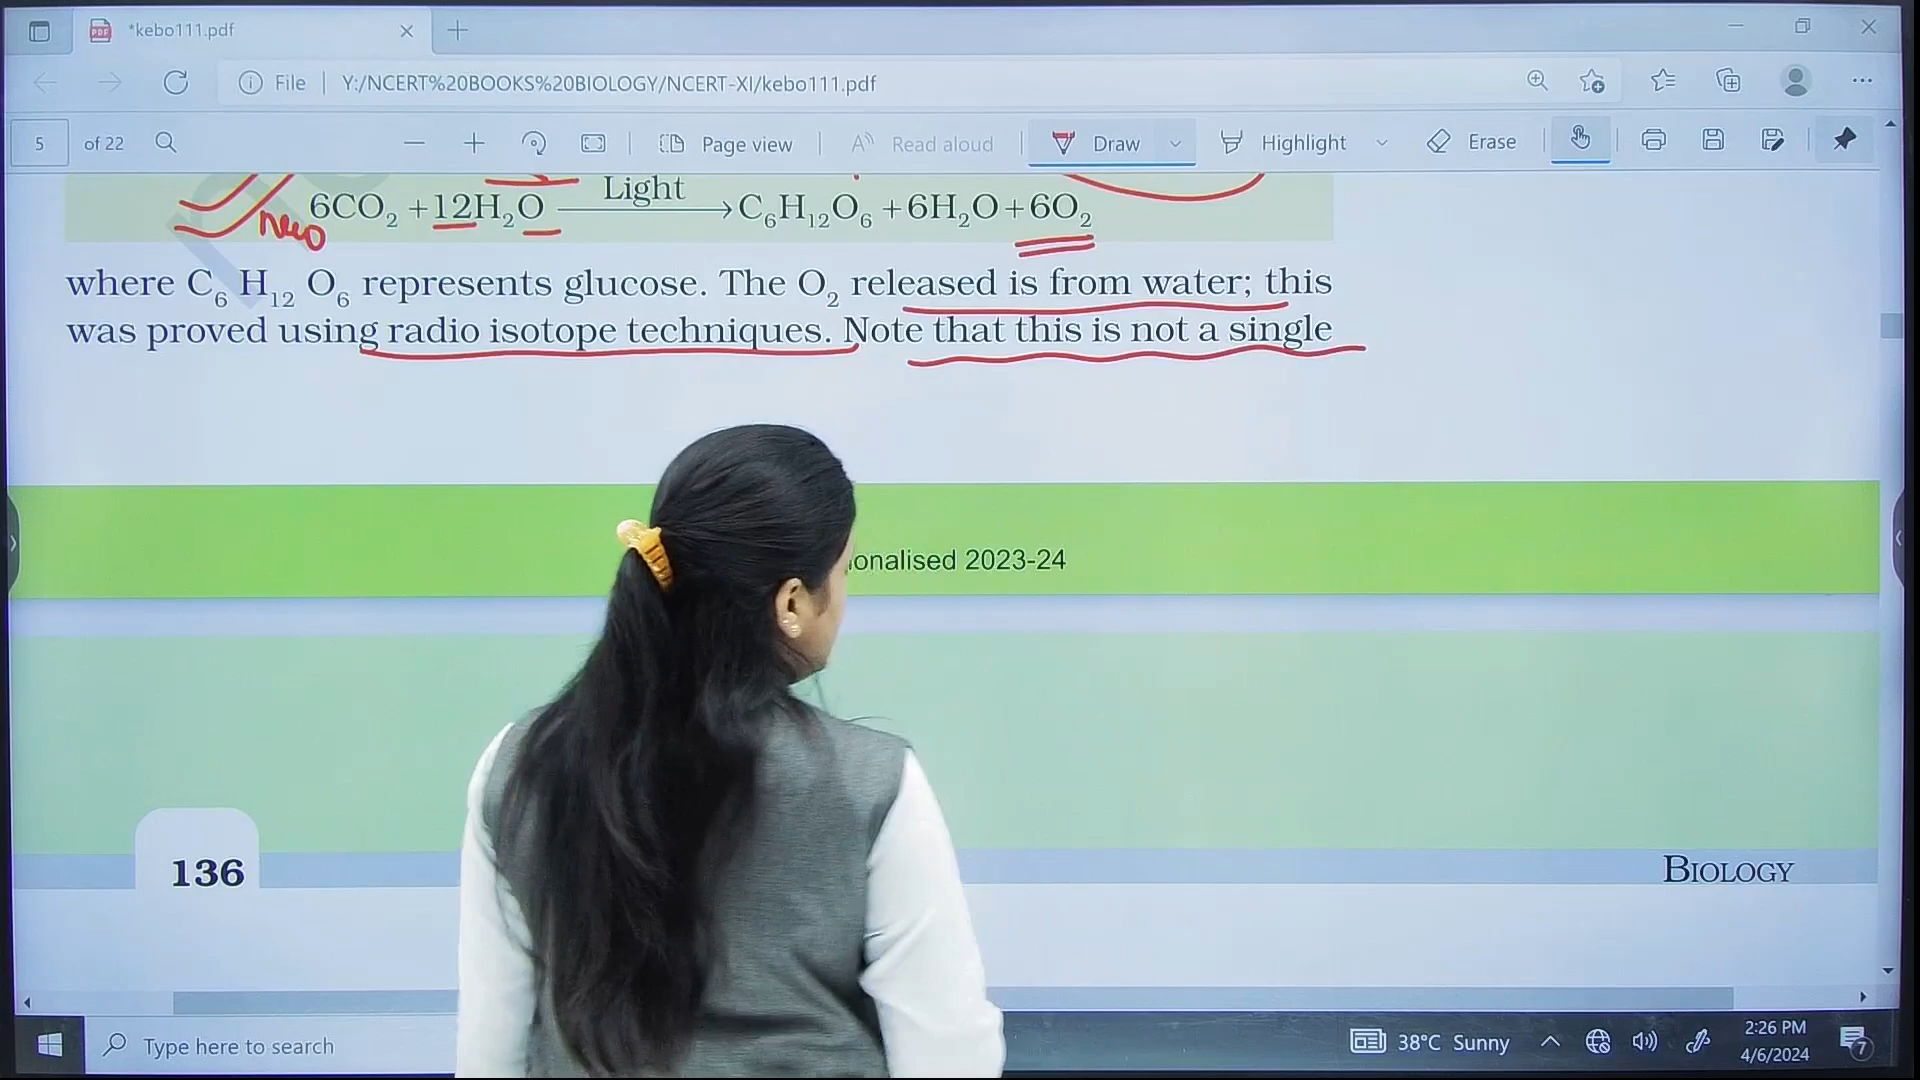 *kebo111.pdf
File
Y:/NCERT%20BOOKS%20BIOLOGY/NCERT-XI/kebo111.pdf
5 of 22
Page view
Read aloud
Draw
Highlight
Erase
Light
6CO₂ + 12H₂O ⟶ C₆H₁₂O₆ + 6H₂O + 6O₂
where C₆ H₁₂ O₆ represents glucose. The O₂ released is from water; this
was proved using radio isotope techniques. Note that this is not a single
onalised 2023-24
136
BIOLOGY
Type here to search
38°C Sunny
2:26 PM
4/6/2024
7